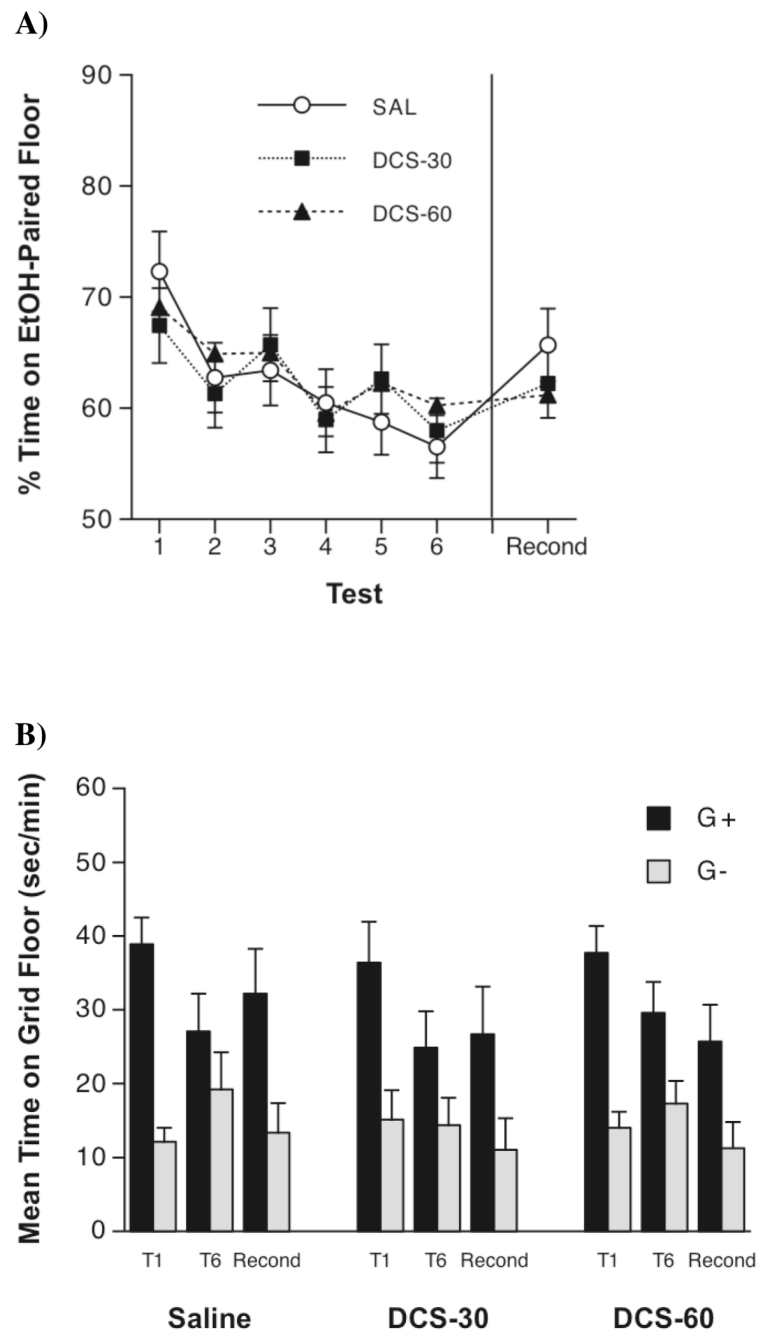 A)
% Time on EtOH-Paired Floor
90
80
70
60
50
SAL
DCS-30
DCS-60
1 2 3 4 5 6 Recond
Test
B)
Mean Time on Grid Floor (sec/min)
60
50
40
30
20
10
0
G+
G-
T1 T6 Recond T1 T6 Recond T1 T6 Recond
Saline DCS-30 DCS-60